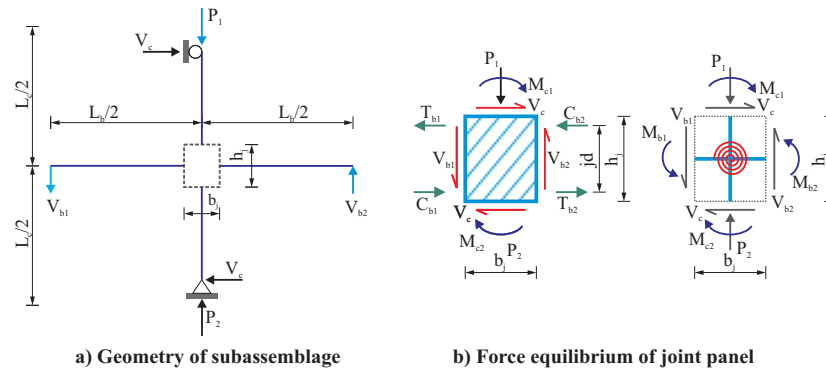 P1
Vc
Lc/2
Lb/2
Lb/2
hj
bj
Vb1
Vb2
Lc/2
Vc
P2
a) Geometry of subassemblage
P1
Mc1
Vc
Tb1
Cb2
Vb1
Vb2
jd
hj
Cb1
Tb2
Vc
Mc2
P2
bj
P1
Mc1
Vc
Vb1
Mb1
hj
Mb2
Vb2
Vc
Mc2
P2
bj
b) Force equilibrium of joint panel